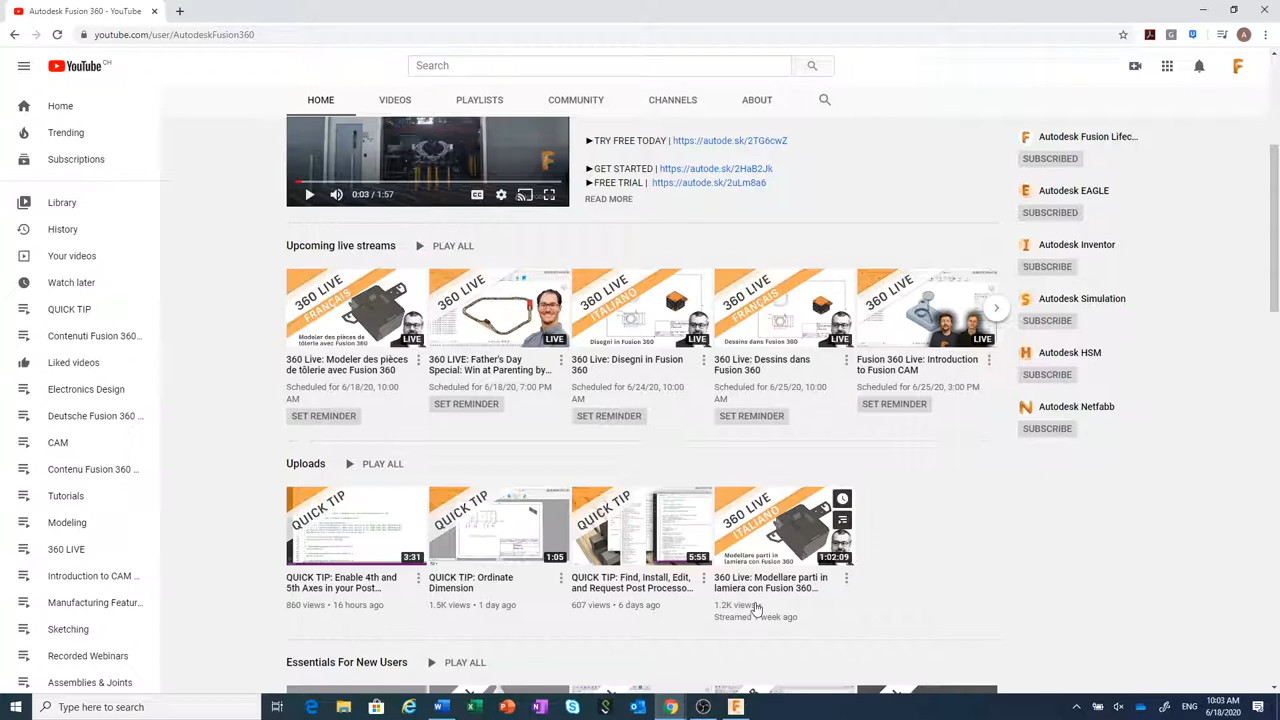 Autodesk Fusion 360 - YouTube
youtube.com/user/AutodeskFusion360
A
YouTube CH
Search
HOME VIDEOS PLAYLISTS COMMUNITY CHANNELS ABOUT
Home
Trending
Subscriptions
Library
History
Your videos
Watch later
QUICK TIP
Contenuti Fusion 360...
Liked videos
Electronics Design
Deutsche Fusion 360 ...
CAM
Contenu Fusion 360 ...
Tutorials
Modeling
360 LIVE
Introduction to CAM ...
Manufacturing Featur...
Sketching
Recorded Webinars
Assemblies & Joints
0:03 / 1:57
►TRY FREE TODAY | https://autode.sk/2TG6cwZ
►GET STARTED | https://autode.sk/2HaB2Jk
►FREE TRIAL | https://autode.sk/2uLm8a6
READ MORE
Upcoming live streams PLAY ALL
360 LIVE
FRANÇAIS
Modeler des pièces
de tôlerie avec Fusion 360
LIVE
360 Live: Modeler des pièces
de tôlerie avec Fusion 360
Scheduled for 6/18/20, 10:00
AM
SET REMINDER
360 LIVE
LIVE
360 LIVE: Father's Day
Special: Win at Parenting by...
Scheduled for 6/18/20, 7:00 PM
SET REMINDER
360 LIVE
ITALIANO
Disegni in Fusion 360
LIVE
360 Live: Disegni in Fusion
360
Scheduled for 6/24/20, 10:00
AM
SET REMINDER
360 LIVE
FRANÇAIS
Dessins dans Fusion 360
LIVE
360 Live: Dessins dans
Fusion 360
Scheduled for 6/25/20, 10:00
AM
SET REMINDER
360 LIVE
LIVE
Fusion 360 Live: Introduction
to Fusion CAM
Scheduled for 6/25/20, 3:00 PM
SET REMINDER
Uploads PLAY ALL
QUICK TIP
3:31
QUICK TIP: Enable 4th and
5th Axes in your Post...
860 views • 16 hours ago
QUICK TIP
1:05
QUICK TIP: Ordinate
Dimension
1.5K views • 1 day ago
QUICK TIP
5:55
QUICK TIP: Find, Install, Edit,
and Request Post Processo...
607 views • 6 days ago
360 LIVE
ITALIANO
Modellare parti in
lamiera con Fusion 360
1:02:09
360 Live: Modellare parti in
lamiera con Fusion 360...
1.2K views
Streamed week ago
Essentials For New Users PLAY ALL
Autodesk Fusion Lifec...
SUBSCRIBED
Autodesk EAGLE
SUBSCRIBED
Autodesk Inventor
SUBSCRIBE
Autodesk Simulation
SUBSCRIBE
Autodesk HSM
SUBSCRIBE
Autodesk Netfabb
SUBSCRIBE
Type here to search
10:03 AM
6/18/2020